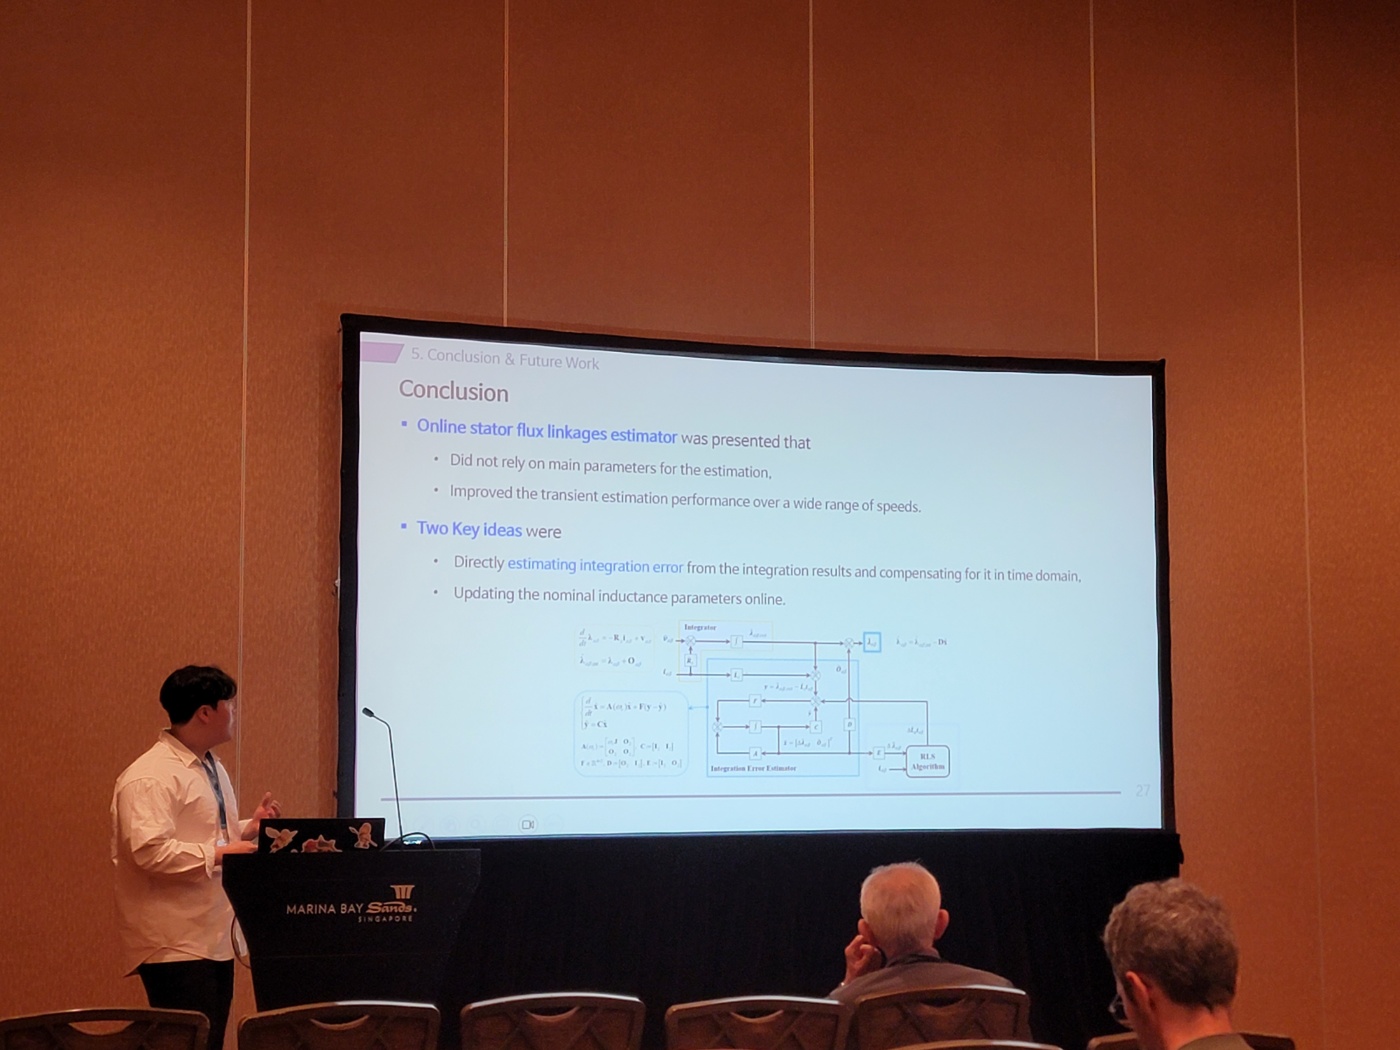 5. Conclusion & Future Work
Conclusion
Online stator flux linkages estimator was presented that
Did not rely on main parameters for the estimation,
Improved the transient estimation performance over a wide range of speeds.
Two Key ideas were
Directly estimating integration error from the integration results and compensating for it in time domain,
Updating the nominal inductance parameters online.
Integrator
Integration Error Estimator
RLS
Algorithm
27
MARINA BAY Sands.
SINGAPORE